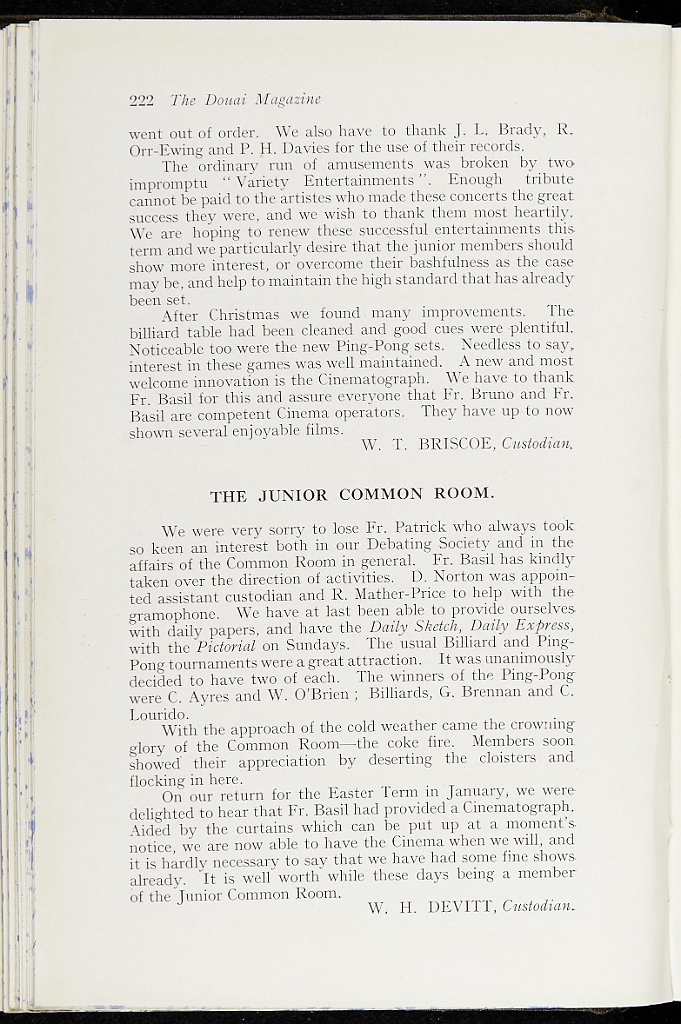 222 The Douai Magazine
went out of order. We also have to thank J. L. Brady, R.
Orr-Ewing and P. H. Davies for the use of their records.
The ordinary run of amusements was broken by two
impromptu “ Variety Entertainments ”. Enough tribute
cannot be paid to the artistes who made these concerts the great
success they were, and we wish to thank them most heartily.
We are hoping to renew these successful entertainments this
term and we particularly desire that the junior members should
show more interest, or overcome their bashfulness as the case
may be, and help to maintain the high standard that has already
been set.
After Christmas we found many improvements. The
billiard table had been cleaned and good cues were plentiful.
Noticeable too were the new Ping-Pong sets. Needless to say,
interest in these games was well maintained. A new and most
welcome innovation is the Cinematograph. We have to thank
Fr. Basil for this and assure everyone that Fr. Bruno and Fr.
Basil are competent Cinema operators. They have up to now
shown several enjoyable films.
W. T. BRISCOE, Custodian.
THE JUNIOR COMMON ROOM.
We were very sorry to lose Fr. Patrick who always took
so keen an interest both in our Debating Society and in the
affairs of the Common Room in general. Fr. Basil has kindly
taken over the direction of activities. D. Norton was appoin-
ted assistant custodian and R. Mather-Price to help with the
gramophone. We have at last been able to provide ourselves
with daily papers, and have the Daily Sketch, Daily Express,
with the Pictorial on Sundays. The usual Billiard and Ping-
Pong tournaments were a great attraction. It was unanimously
decided to have two of each. The winners of the Ping-Pong
were C. Ayres and W. O'Brien ; Billiards, G. Brennan and C.
Lourido.
With the approach of the cold weather came the crowning
glory of the Common Room—the coke fire. Members soon
showed their appreciation by deserting the cloisters and
flocking in here.
On our return for the Easter Term in January, we were
delighted to hear that Fr. Basil had provided a Cinematograph.
Aided by the curtains which can be put up at a moment's
notice, we are now able to have the Cinema when we will, and
it is hardly necessary to say that we have had some fine shows
already. It is well worth while these days being a member
of the Junior Common Room.
W. H. DEVITT, Custodian.